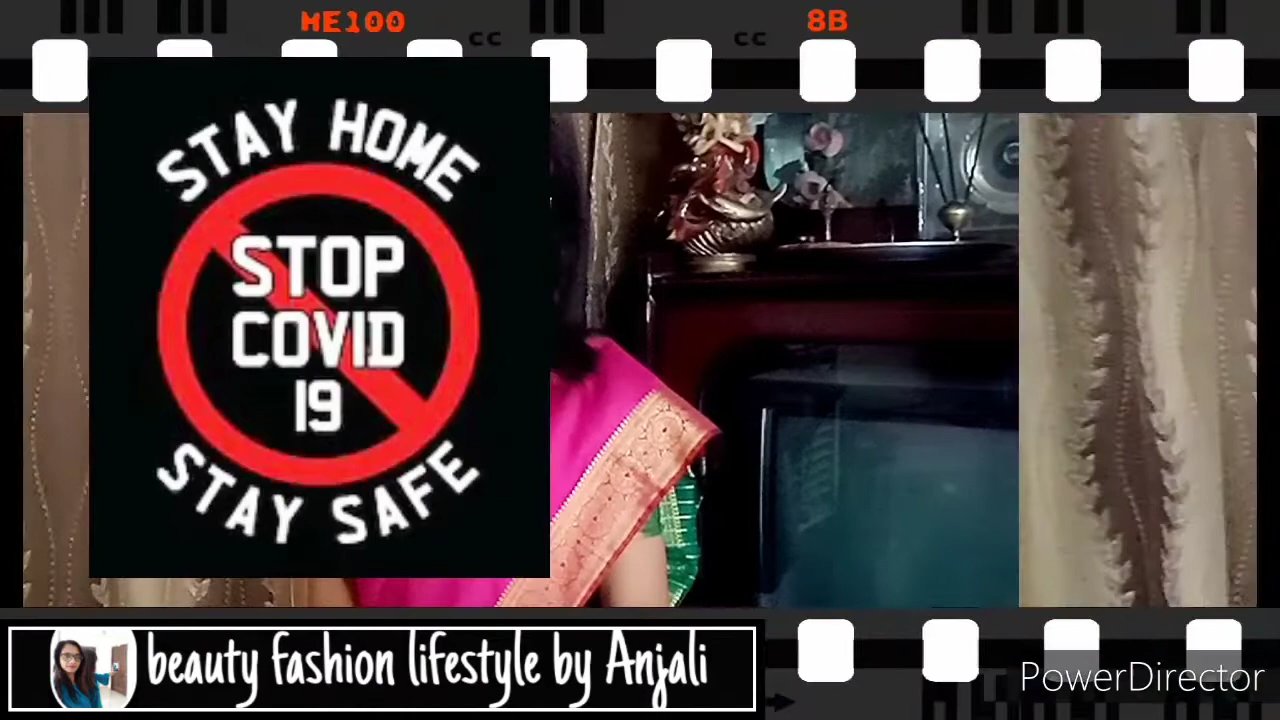 ME100 8B
CC CC
STAY HOME
STOP
COVID
19
STAY SAFE
beauty fashion lifestyle by Anjali
PowerDirector